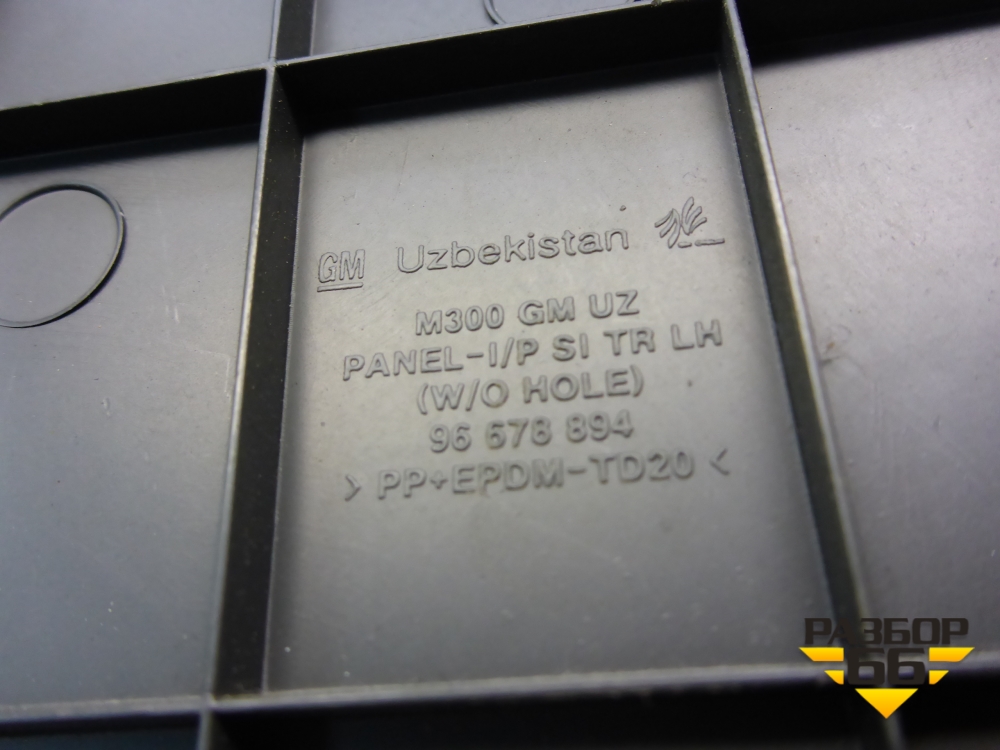 GM Uzbekistan
M300 GM UZ
PANEL-I/P SI TR LH
(W/O HOLE)
96 678 894
> PP+EPDM-TD20 <
РАЗБОР
66